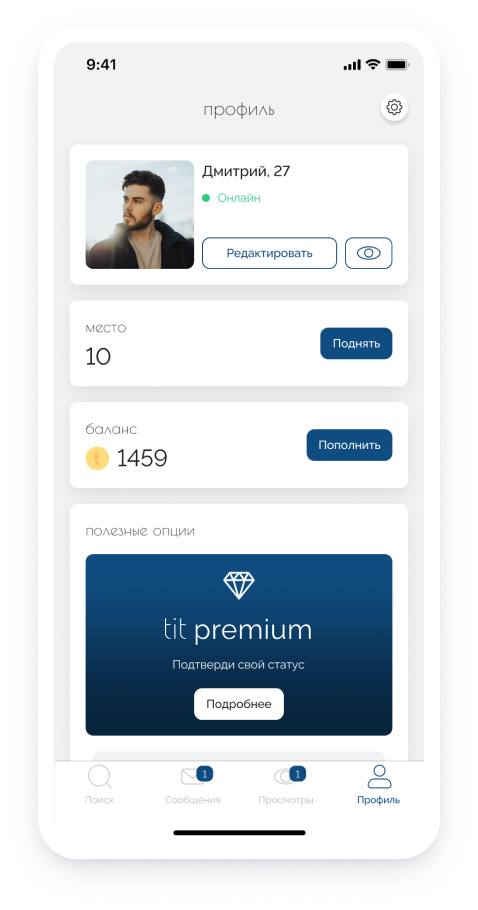 9:41
профиль
Дмитрий, 27
Онлайн
Редактировать
место
10
Поднять
баланс
t 1459
Пополнить
полезные опции
tit premium
Подтверди свой статус
Подробнее
1
1
Поиск
Сообщения
Просмотры
Профиль